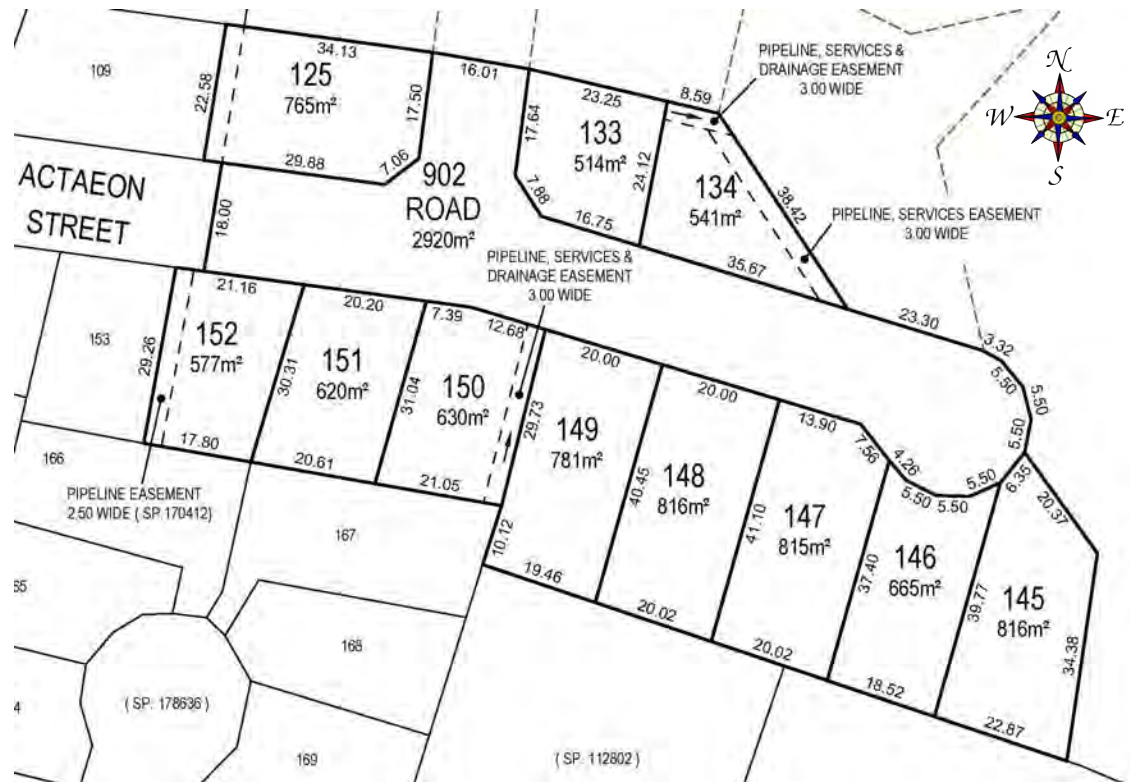 34.13
109
125
765m²
22.58
17.50
29.88
7.06
16.01
PIPELINE, SERVICES &
DRAINAGE EASEMENT
3.00 WIDE
8.59
23.25
17.64
133
514m²
7.88
24.12
16.75
N
W
E
S
134
541m²
38.42
35.67
PIPELINE, SERVICES EASEMENT
3.00 WIDE
ACTAEON
STREET
902
ROAD
2920m²
18.00
PIPELINE, SERVICES &
DRAINAGE EASEMENT
3.00 WIDE
21.16
20.20
7.39
12.68
20.00
20.00
13.90
7.56
4.26
5.50
5.50
5.50
6.35
5.50
5.50
5.50
3.32
23.30
20.37
153
29.26
152
577m²
30.31
151
620m²
31.04
150
630m²
29.73
149
781m²
40.45
148
816m²
41.10
147
815m²
37.40
146
665m²
39.77
145
816m²
34.38
17.80
20.61
21.05
10.12
19.46
20.02
20.02
18.52
22.87
166
PIPELINE EASEMENT
2.50 WIDE ( SP.170412)
167
65
168
4
( SP. 178636 )
169
( SP. 112802 )